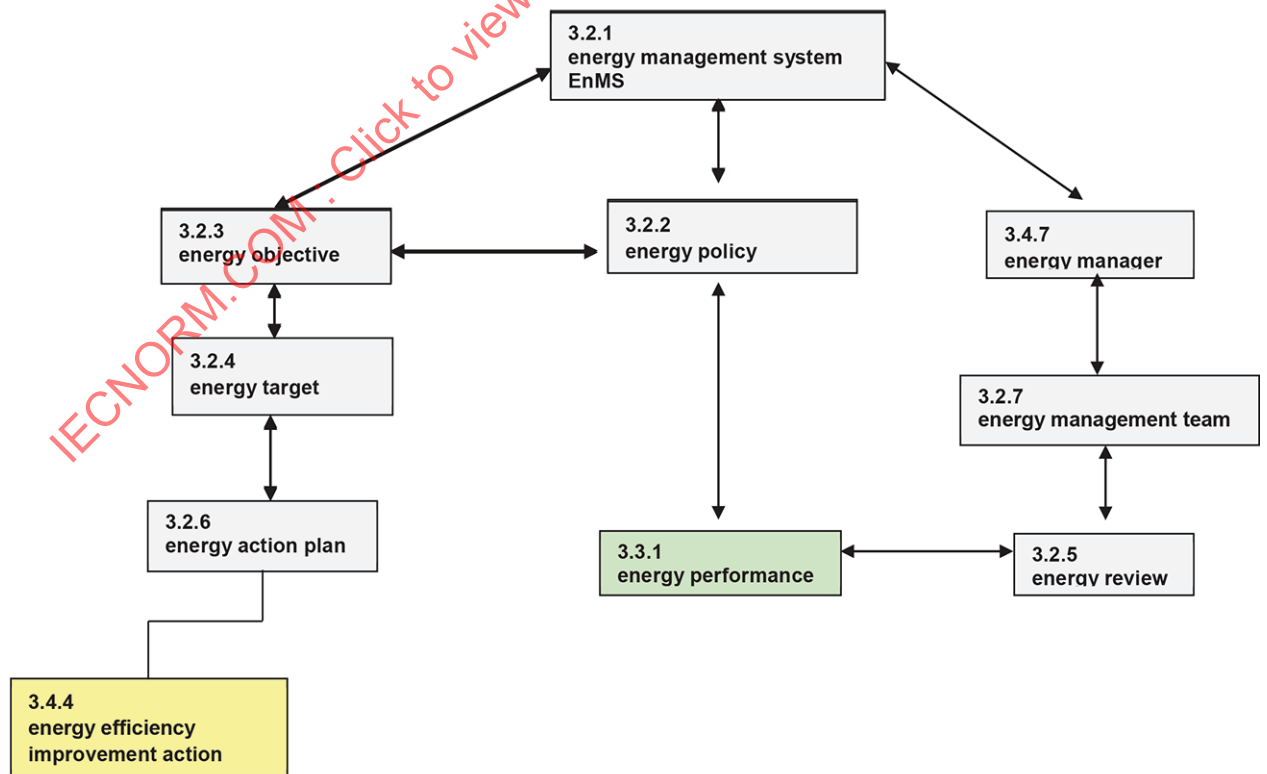 3.2.1
energy management system
EnMS
IECNORM.COM : Click to view
3.2.3
energy objective
3.2.2
energy policy
3.4.7
energy manager
3.2.4
energy target
3.2.7
energy management team
3.2.6
energy action plan
3.3.1
energy performance
3.2.5
energy review
3.4.4
energy efficiency
improvement action